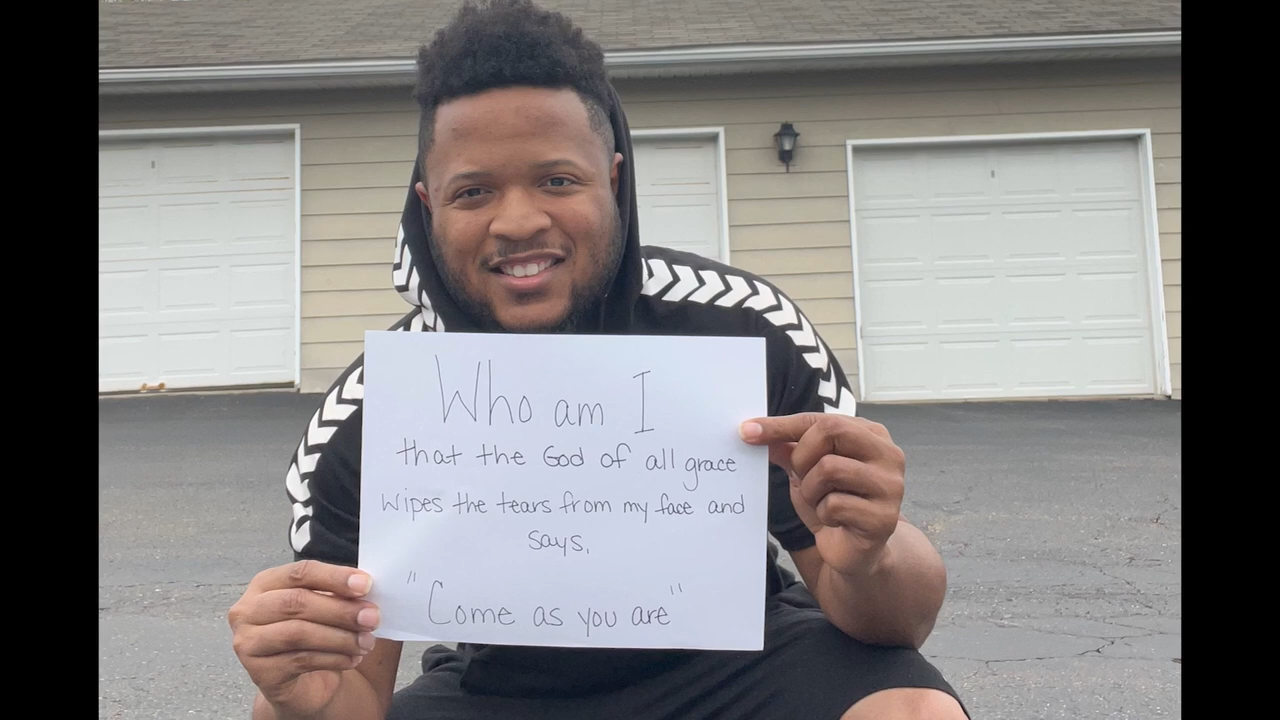 Who am I
that the God of all grace
wipes the tears from my face and
says,
"Come as you are"